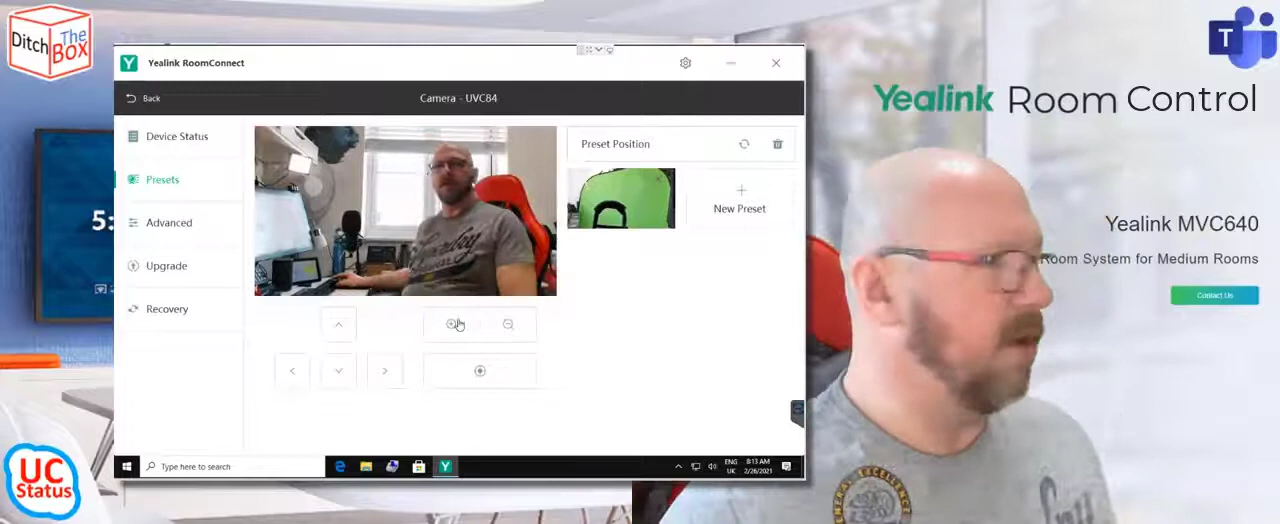 Ditch The BOX
Yealink RoomConnect
Back
Camera - UVC84
Device Status
Presets
Advanced
Upgrade
Recovery
Preset Position
New Preset
Type here to search
ENG
UK
8:13 AM
2/26/2021
5:
UC
Status
T
Yealink Room Control
Yealink MVC640
Room System for Medium Rooms
Contact Us